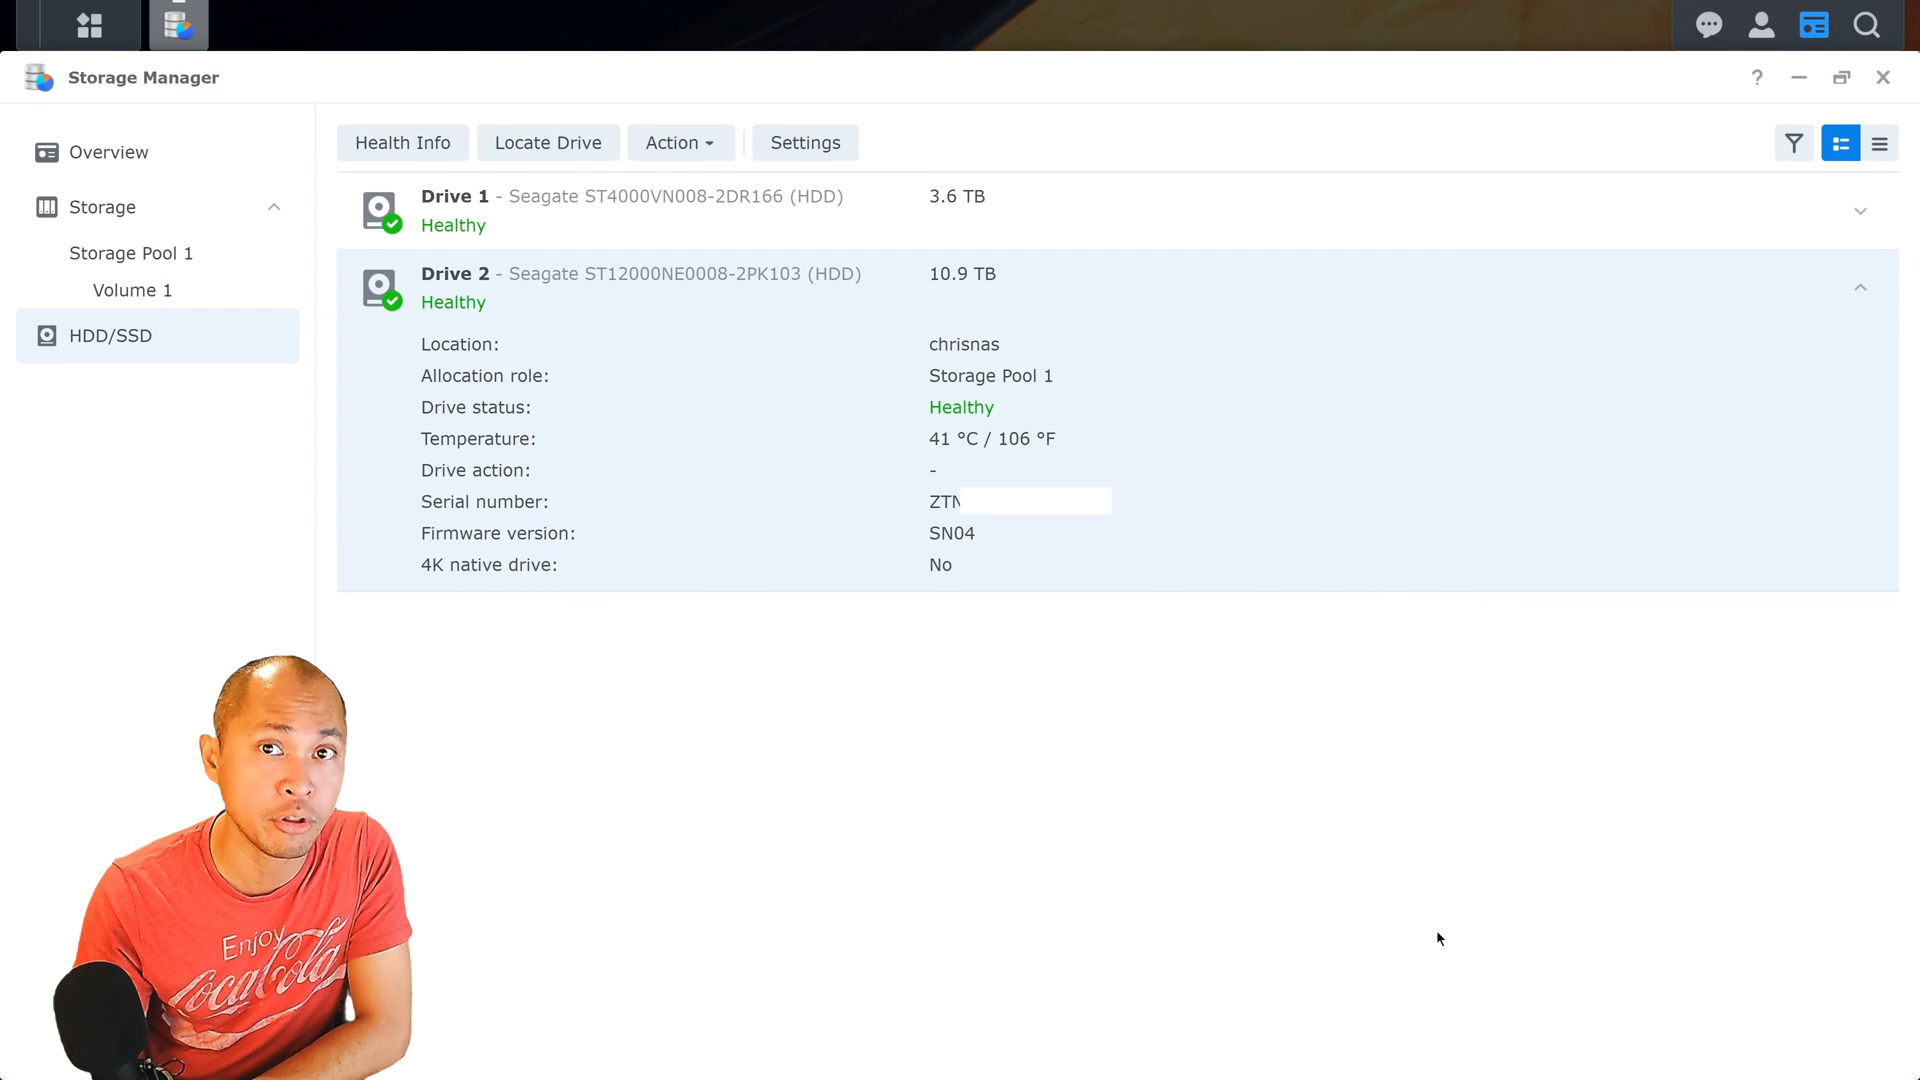 Storage Manager
?
Overview
Storage
Storage Pool 1
Volume 1
HDD/SSD
Health Info
Locate Drive
Action
Settings
Drive 1 - Seagate ST4000VN008-2DR166 (HDD) 3.6 TB
Healthy
Drive 2 - Seagate ST12000NE0008-2PK103 (HDD) 10.9 TB
Healthy
Location: chrisnas
Allocation role: Storage Pool 1
Drive status: Healthy
Temperature: 41 °C / 106 °F
Drive action: -
Serial number: ZTN
Firmware version: SN04
4K native drive: No
Enjoy
Coca-Cola